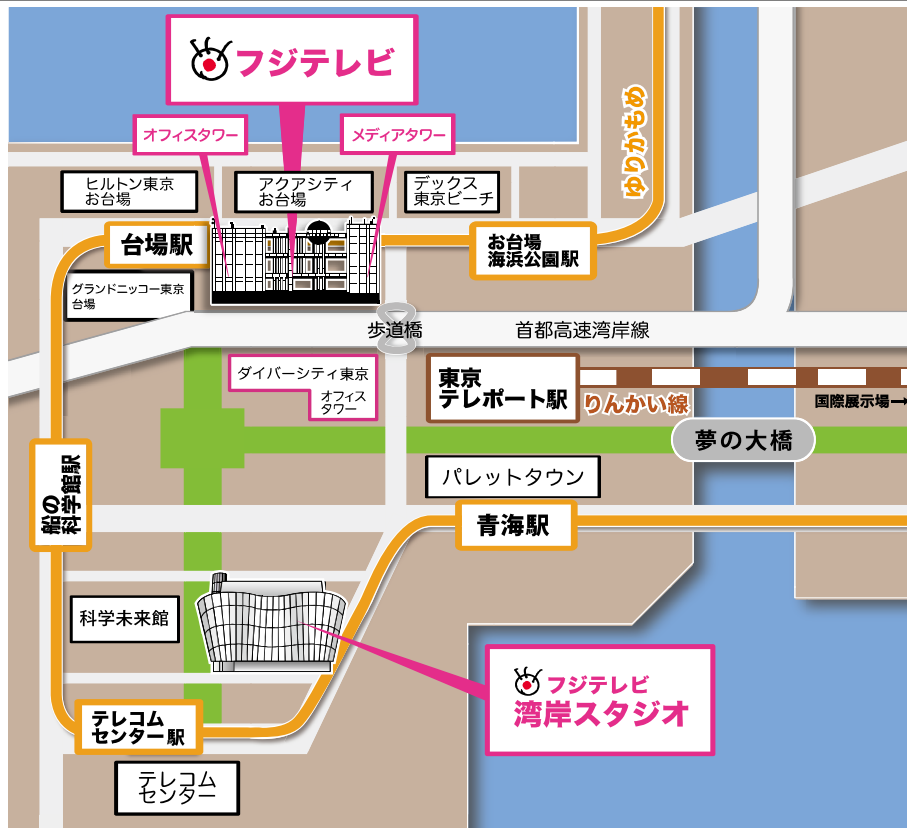 フジテレビ
オフィスタワー
メディアタワー
ゆりかもめ
ヒルトン東京
お台場
アクアシティ
お台場
デックス
東京ビーチ
台場駅
お台場
海浜公園駅
グランドニッコー東京
台場
歩道橋
首都高速湾岸線
ダイバーシティ東京
オフィス
タワー
東京
テレポート駅
りんかい線
国際展示場→
夢の大橋
パレットタウン
船の
科学館駅
青海駅
科学未来館
フジテレビ
湾岸スタジオ
テレコム
センター駅
テレコム
センター